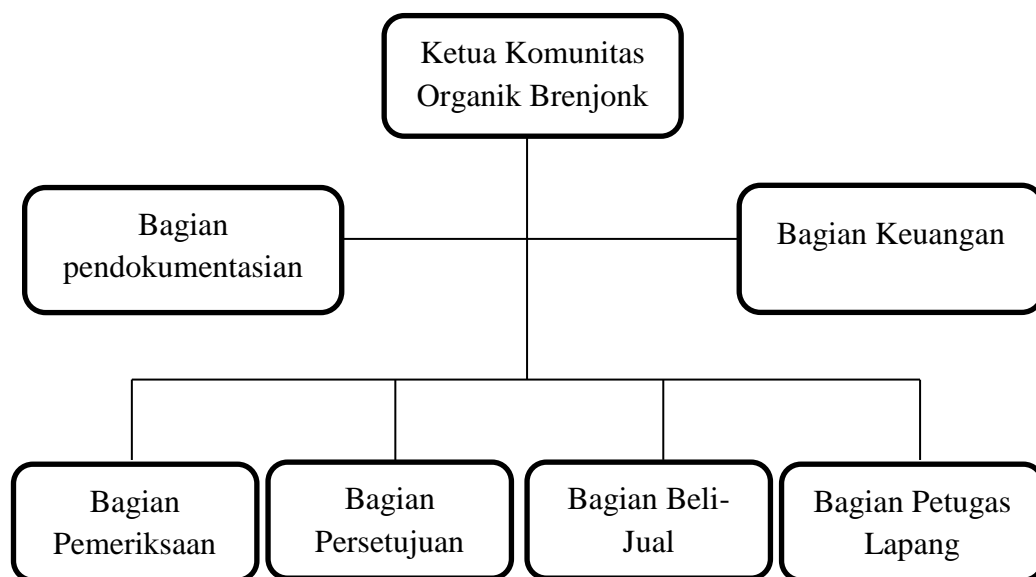 Ketua Komunitas
Organik Brenjonk
Bagian
pendokumentasian
Bagian Keuangan
Bagian
Pemeriksaan
Bagian
Persetujuan
Bagian Beli-
Jual
Bagian Petugas
Lapang